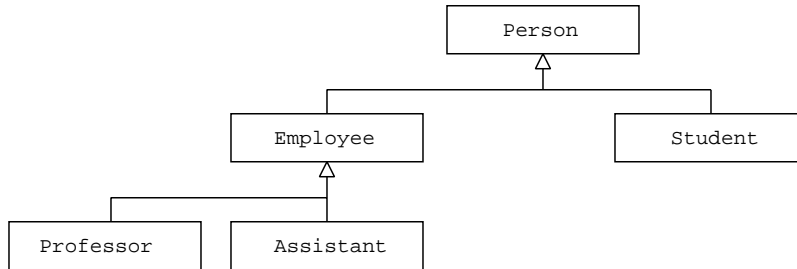 Person
Employee
Student
Professor
Assistant